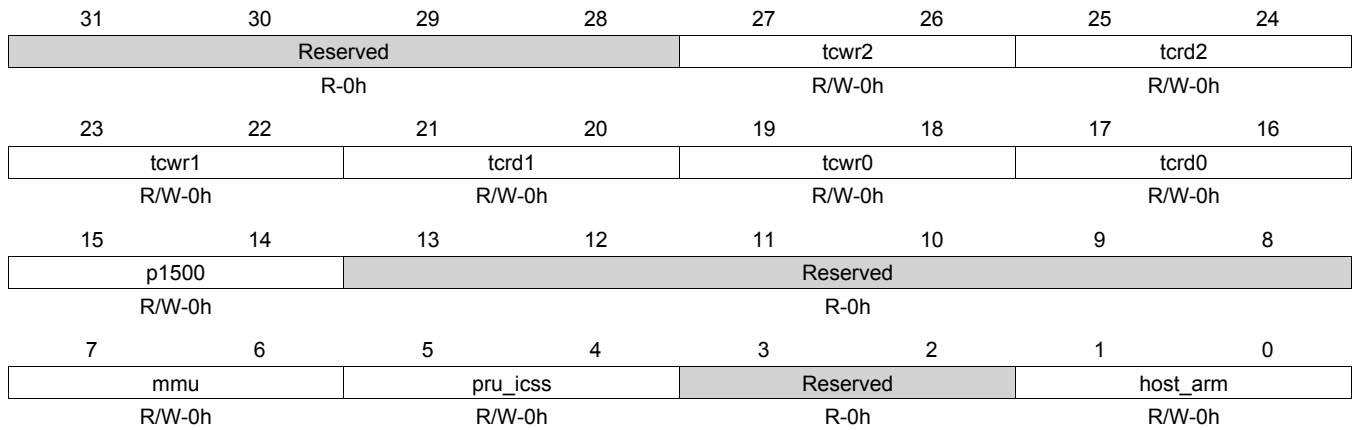 31 30 29 28 27 26 25 24
Reserved tcwr2 tcrd2
R-0h R/W-0h R/W-0h
23 22 21 20 19 18 17 16
tcwr1 tcrd1 tcwr0 tcrd0
R/W-0h R/W-0h R/W-0h R/W-0h
15 14 13 12 11 10 9 8
p1500 Reserved
R/W-0h R-0h
7 6 5 4 3 2 1 0
mmu pru_icss Reserved host_arm
R/W-0h R/W-0h R-0h R/W-0h